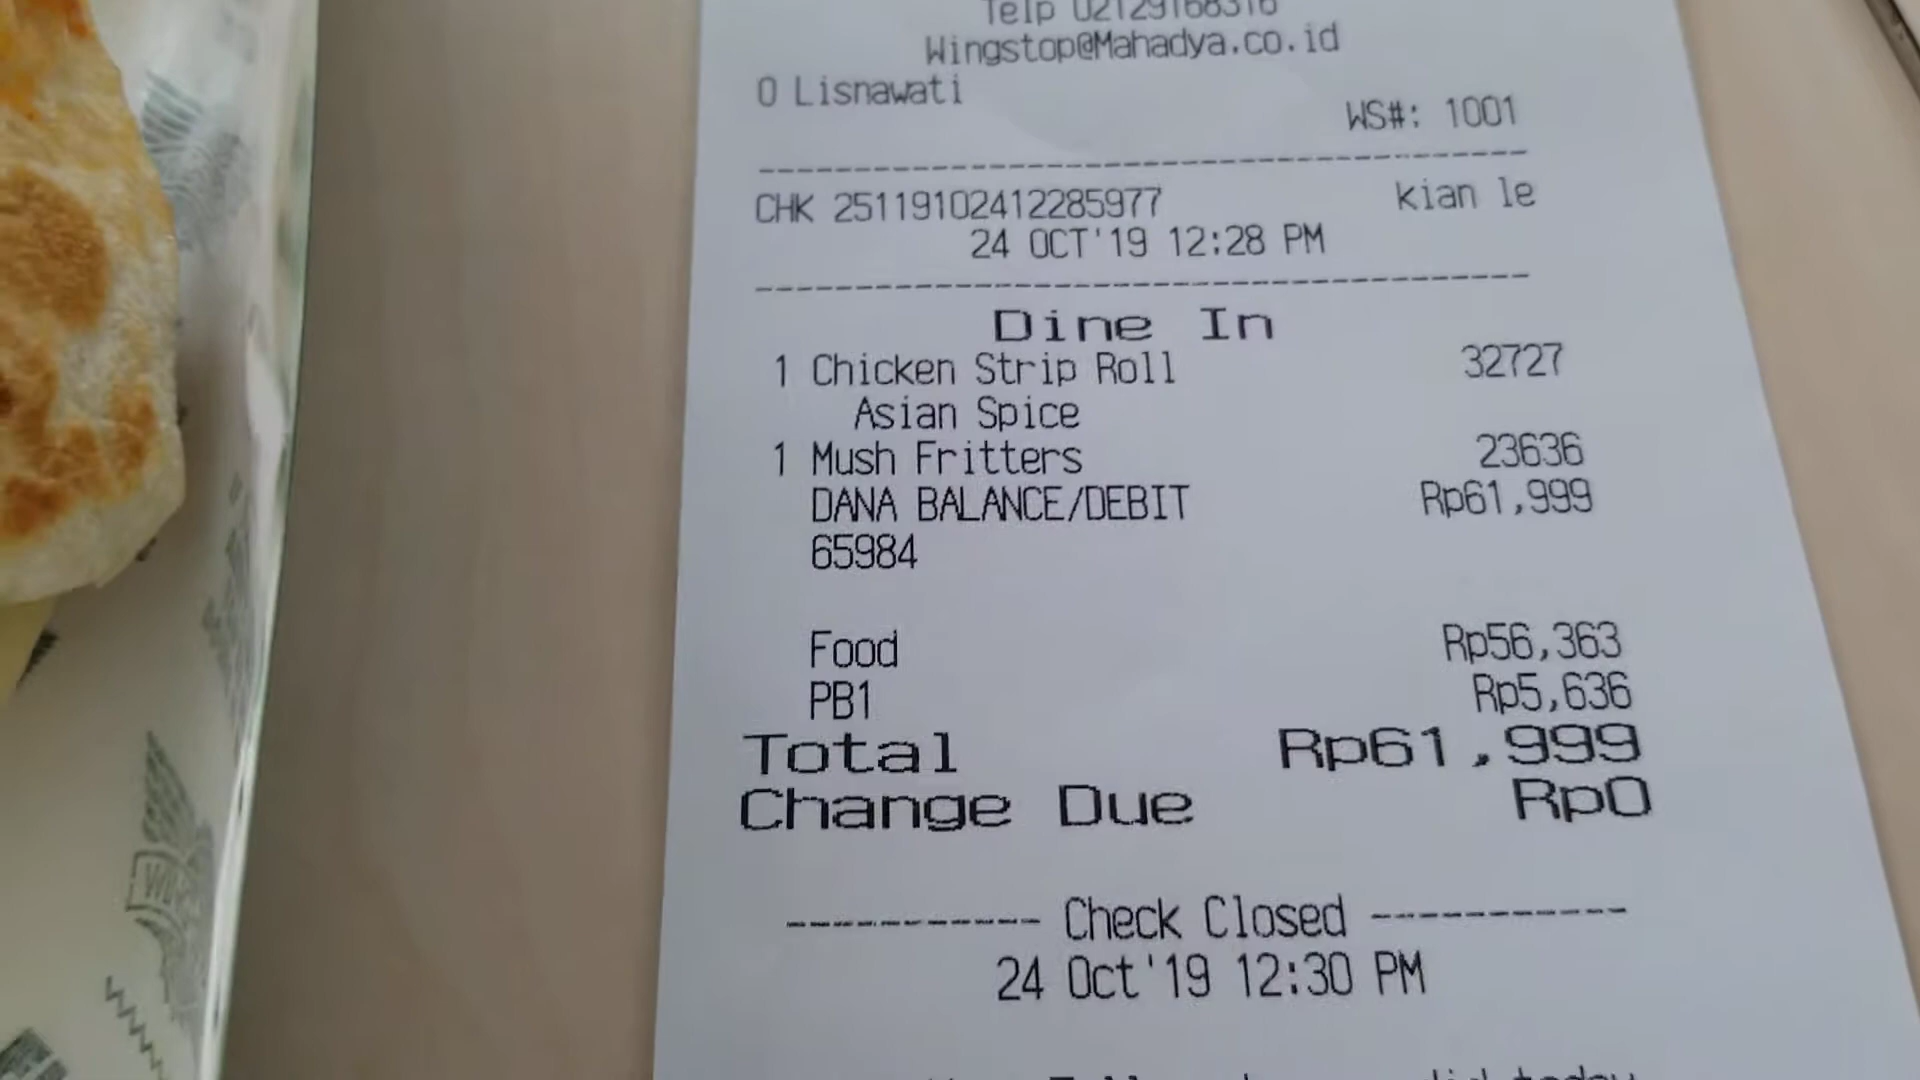 Telp 02129168316
Wingstop@Mahadya.co.id
0 Lisnawati
WS#: 1001
CHK 25119102412285977 kian le
24 OCT'19 12:28 PM
Dine In
1 Chicken Strip Roll 32727
Asian Spice
1 Mush Fritters 23636
DANA BALANCE/DEBIT Rp61,999
65984
Food Rp56,363
PB1 Rp5,636
Total Rp61,999
Change Due Rp0
----------- Check Closed -----------
24 Oct'19 12:30 PM
today